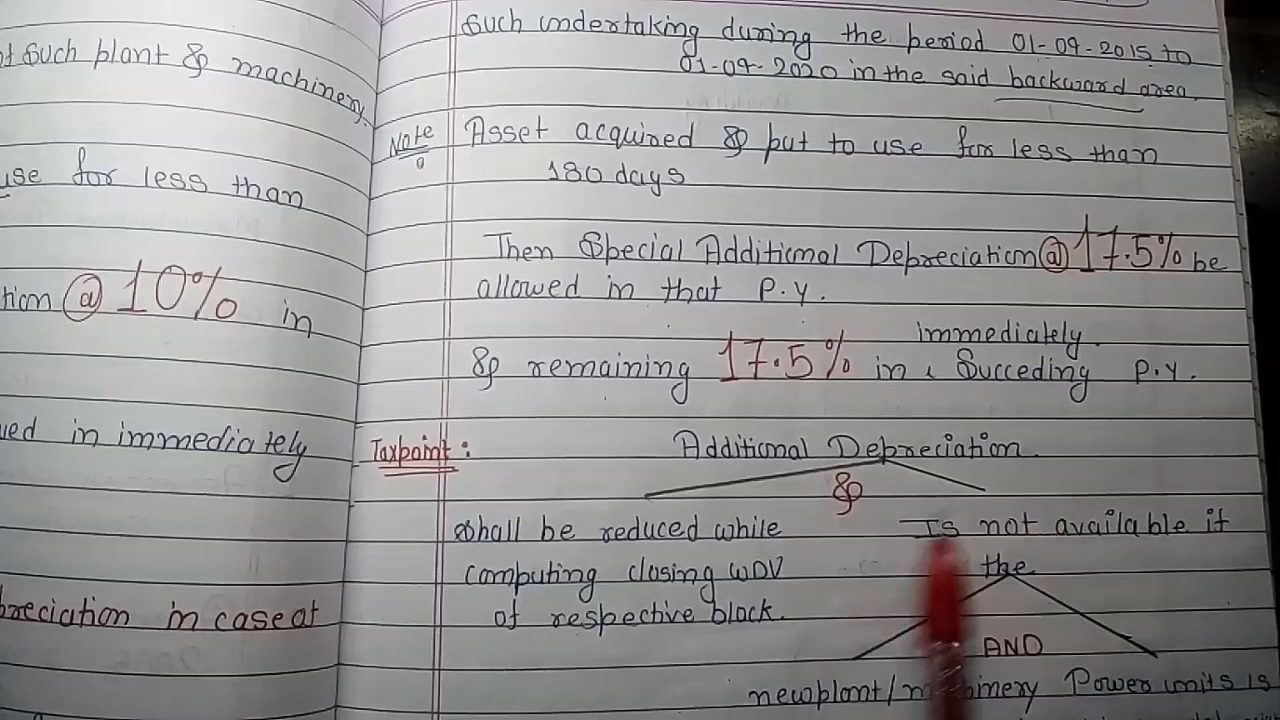 of such plant & machinery.
use for less than
tion @ 10% in
ued in immediately
preciation in case of
Such undertaking during the period 01-04-2015 to
01-04-2020 in the said backward area.
Note: Asset acquired & put to use for less than
180 days
Then Special Additional Depreciation @ 17.5% be
allowed in that P.Y.
& remaining 17.5% in immediately Succeding P.Y.
Taxpoint: Additional Depreciation.
&
shall be reduced while
computing closing WDV
of respective block.
Is not available if
the
AND
new plant/machinery Power units is